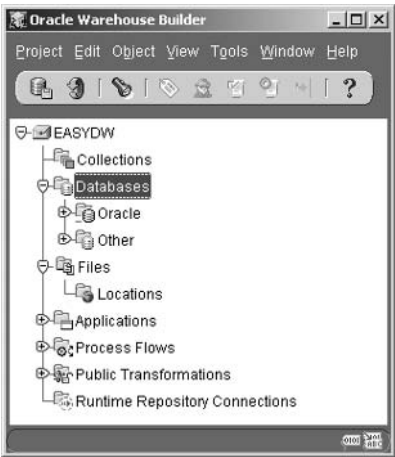 Oracle Warehouse Builder
Project Edit Object View Tools Window Help
?
EASYDW
Collections
Databases
Oracle
Other
Files
Locations
Applications
Process Flows
Public Transformations
Runtime Repository Connections